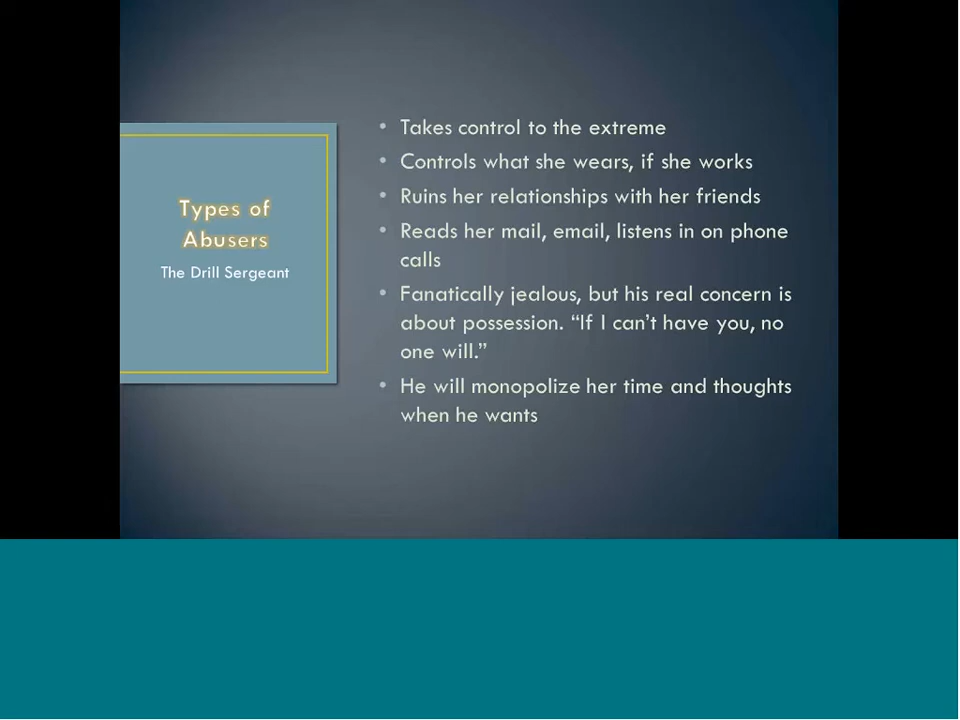 Types of
Abusers
The Drill Sergeant
• Takes control to the extreme
• Controls what she wears, if she works
• Ruins her relationships with her friends
• Reads her mail, email, listens in on phone
calls
• Fanatically jealous, but his real concern is
about possession. “If I can’t have you, no
one will.”
• He will monopolize her time and thoughts
when he wants